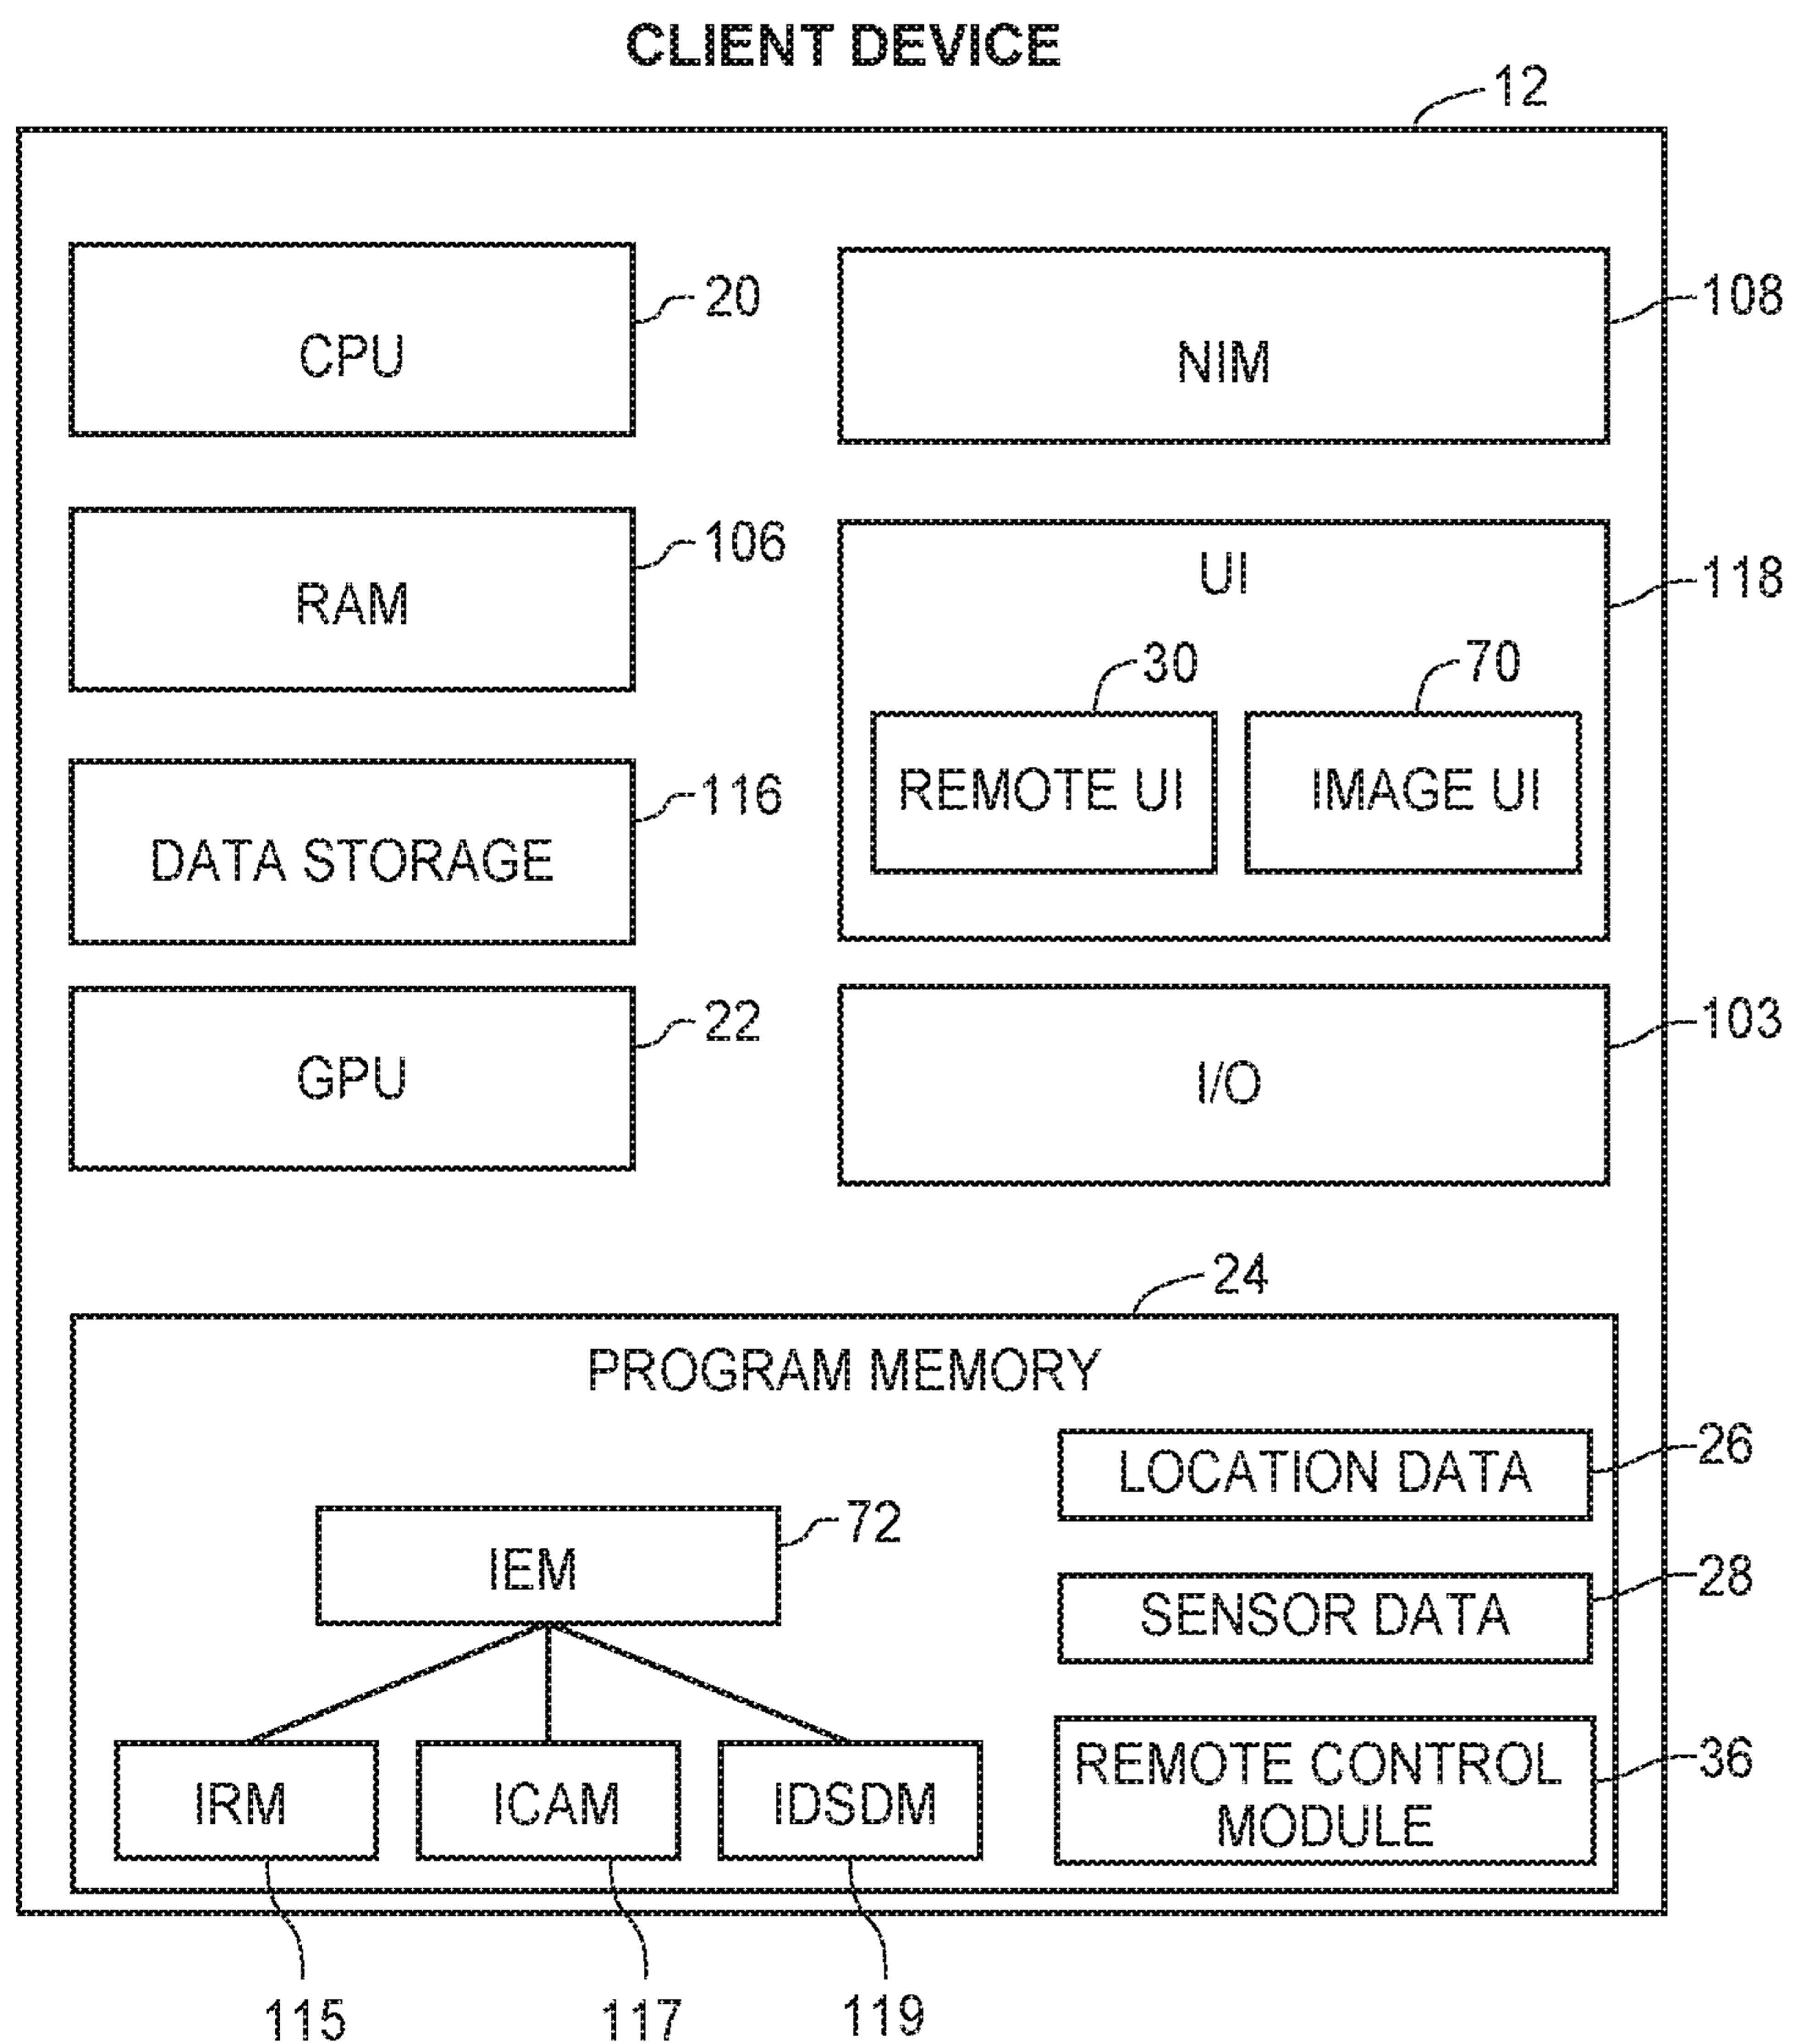 CLIENT DEVICE
12
CPU
20
NIM
108
RAM
106
UI
118
30
70
REMOTE UI
IMAGE UI
DATA STORAGE
116
GPU
22
I/O
103
24
PROGRAM MEMORY
LOCATION DATA
26
IEM
72
SENSOR DATA
28
REMOTE CONTROL
MODULE
36
IRM
ICAM
IDSDM
115
117
119